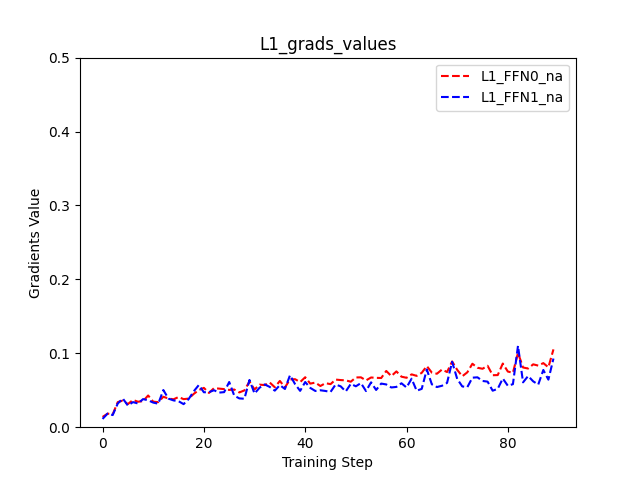 L1_grads_values
L1_FFN0_na
L1_FFN1_na
Gradients Value
0.5
0.4
0.3
0.2
0.1
0.0
0 20 40 60 80
Training Step